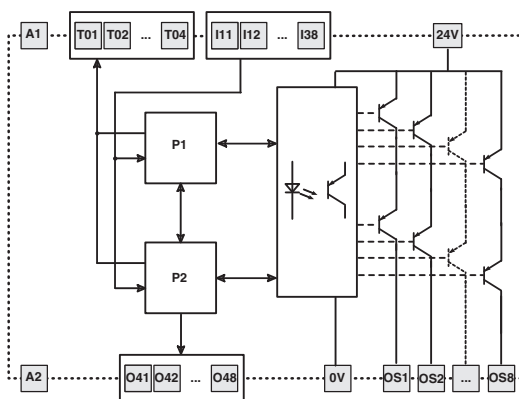 A1 T01 T02 ... T04 I11 I12 ... I38 24V
P1
P2
A2 O41 O42 ... O48 0V OS1 OS2 ... OS8